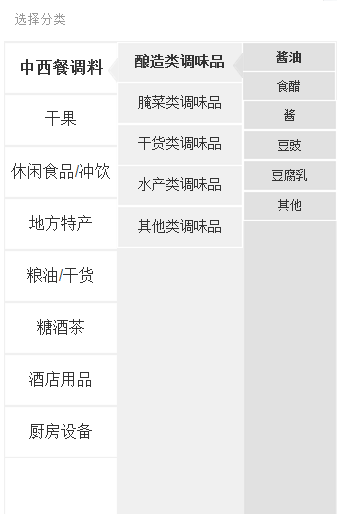 选择分类
中西餐调料
干果
休闲食品/冲饮
地方特产
粮油/干货
糖酒茶
酒店用品
厨房设备
酿造类调味品
腌菜类调味品
干货类调味品
水产类调味品
其他类调味品
酱油
食醋
酱
豆豉
豆腐乳
其他